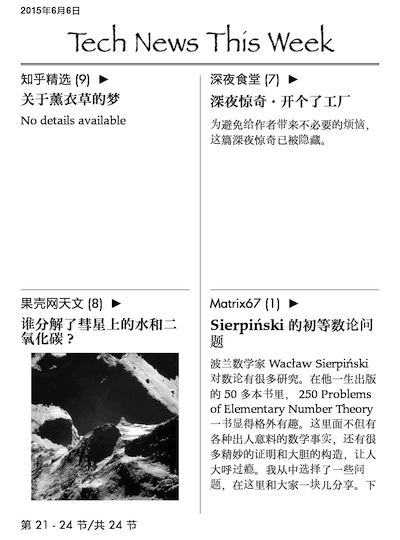 2015年6月6日
Tech News This Week
知乎精选 (9) ▶
关于薰衣草的梦
No details available
深夜食堂 (7) ▶
深夜惊奇 · 开个了工厂
为避免给作者带来不必要的烦恼，
这篇深夜惊奇已被隐藏。
果壳网天文 (8) ▶
谁分解了彗星上的水和二
氧化碳？
Matrix67 (1) ▶
Sierpiński 的初等数论问
题
波兰数学家 Wacław Sierpiński
对数论有很多研究。在他一生出版
的 50 多本书里， 250 Problems
of Elementary Number Theory
一书显得格外有趣。这里面不但有
各种出人意料的数学事实，还有很
多精妙的证明和大胆的构造，让人
大呼过瘾。我从中选择了一些问
题，在这里和大家一块儿分享。下
第 21 - 24 节/共 24 节